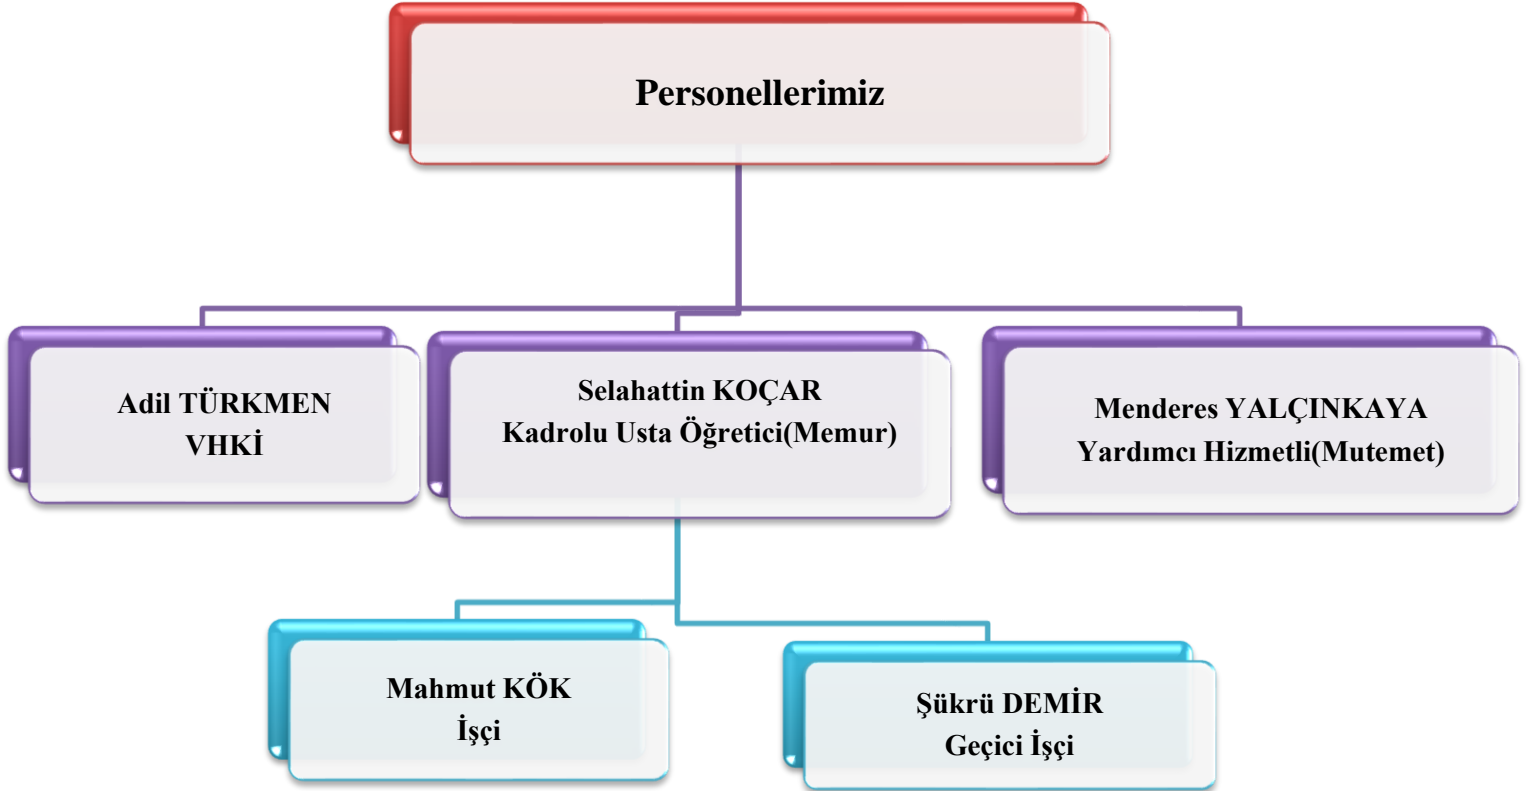 Personellerimiz
Adil TÜRKMEN
VHKİ
Selahattin KOÇAR
Kadrolu Usta Öğretici(Memur)
Menderes YALÇINKAYA
Yardımcı Hizmetli(Mutemet)
Mahmut KÖK
İşçi
Şükrü DEMİR
Geçici İşçi